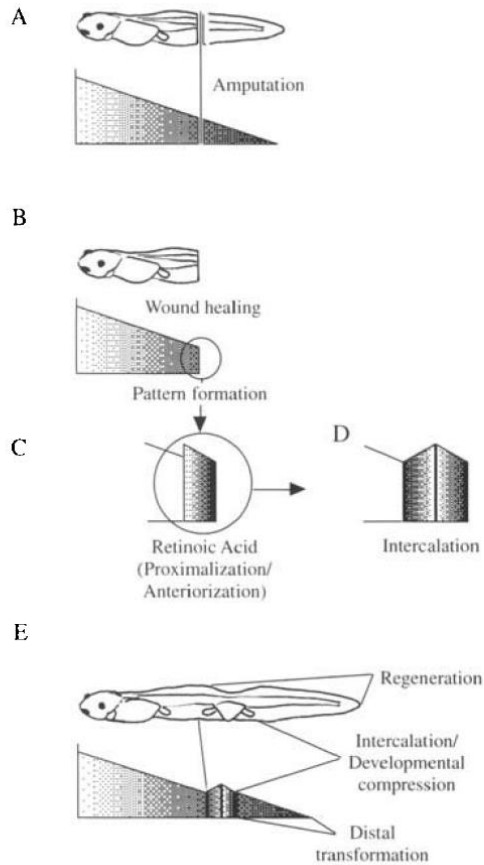 A
Amputation
B
Wound healing
Pattern formation
C
D
Retinoic Acid
(Proximalization/
Anteriorization)
Intercalation
E
Regeneration
Intercalation/
Developmental
compression
Distal
transformation